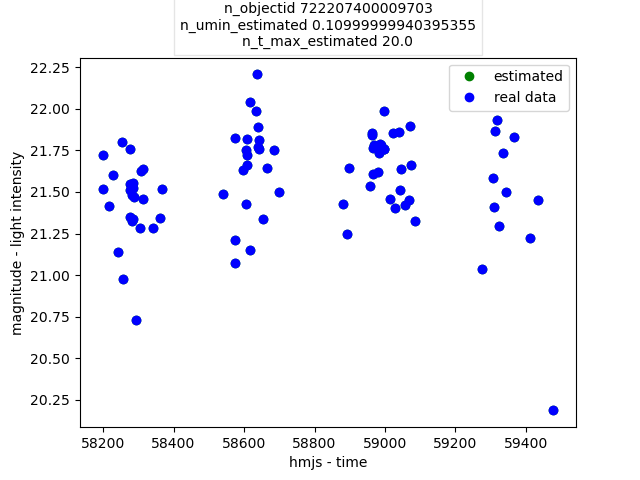 n_objectid 722207400009703
n_umin_estimated 0.10999999940395355
n_t_max_estimated 20.0
22.25
22.00
21.75
21.50
21.25
21.00
20.75
20.50
20.25
magnitude - light intensity
estimated
real data
58200 58400 58600 58800 59000 59200 59400
hmjs - time